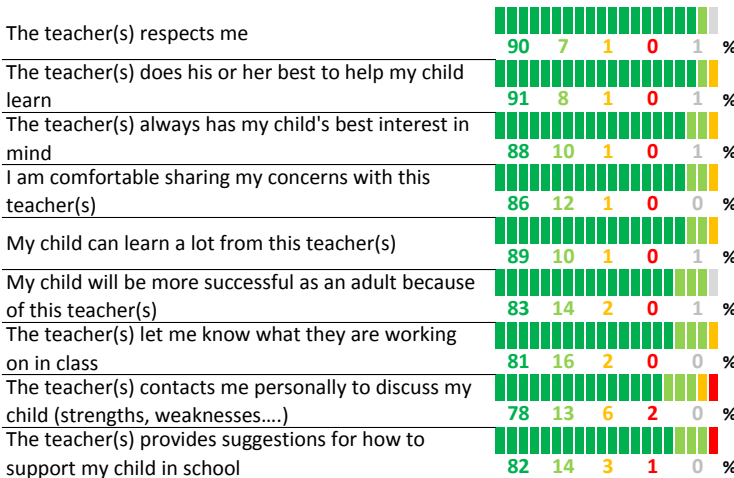 The teacher(s) respects me
90 7 1 0 1 %
The teacher(s) does his or her best to help my child
learn
91 8 1 0 1 %
The teacher(s) always has my child's best interest in
mind
88 10 1 0 1 %
I am comfortable sharing my concerns with this
teacher(s)
86 12 1 0 0 %
My child can learn a lot from this teacher(s)
89 10 1 0 1 %
My child will be more successful as an adult because
of this teacher(s)
83 14 2 0 1 %
The teacher(s) let me know what they are working
on in class
81 16 2 0 0 %
The teacher(s) contacts me personally to discuss my
child (strengths, weaknesses….)
78 13 6 2 0 %
The teacher(s) provides suggestions for how to
support my child in school
82 14 3 1 0 %